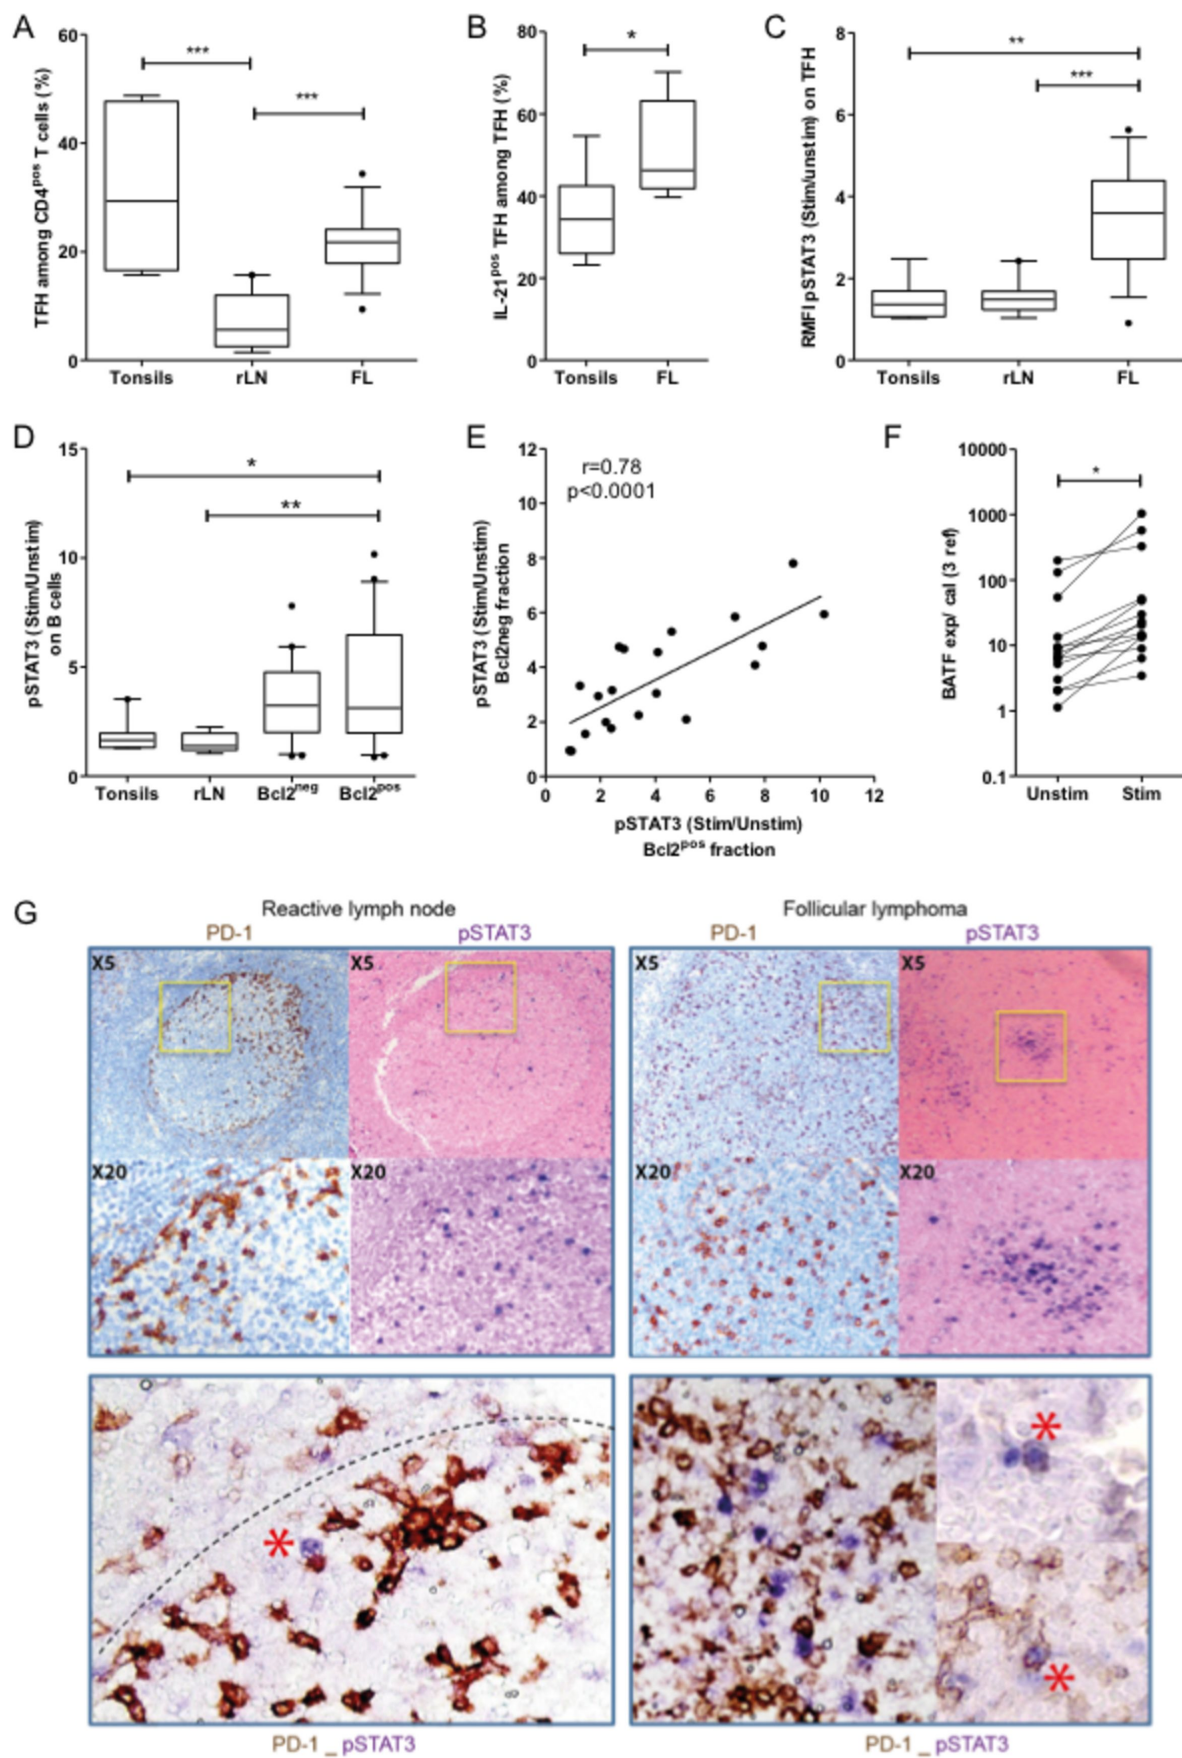 A
TFH among CD4pos T cells (%)
60
40
20
0
***
***
Tonsils rLN FL
B
IL-21pos TFH among TFH (%)
80
60
40
20
0
*
Tonsils FL
C
RMFI pSTAT3 (Stim/unstim) on TFH
8
6
4
2
0
**
***
Tonsils rLN FL
D
pSTAT3 (Stim/Unstim)
on B cells
15
10
5
0
*
**
Tonsils rLN Bcl2neg Bcl2pos
E
pSTAT3 (Stim/Unstim)
Bcl2neg fraction
12
10
8
6
4
2
0
r=0.78
p<0.0001
0 2 4 6 8 10 12
pSTAT3 (Stim/Unstim)
Bcl2pos fraction
F
BATF exp/ cal (3 ref)
10000
1000
100
10
1
0.1
*
Unstim Stim
G
Reactive lymph node Follicular lymphoma
PD-1 pSTAT3 PD-1 pSTAT3
X5 X5 X5 X5
X20 X20 X20 X20
* * *
PD-1 _ pSTAT3 PD-1 _ pSTAT3